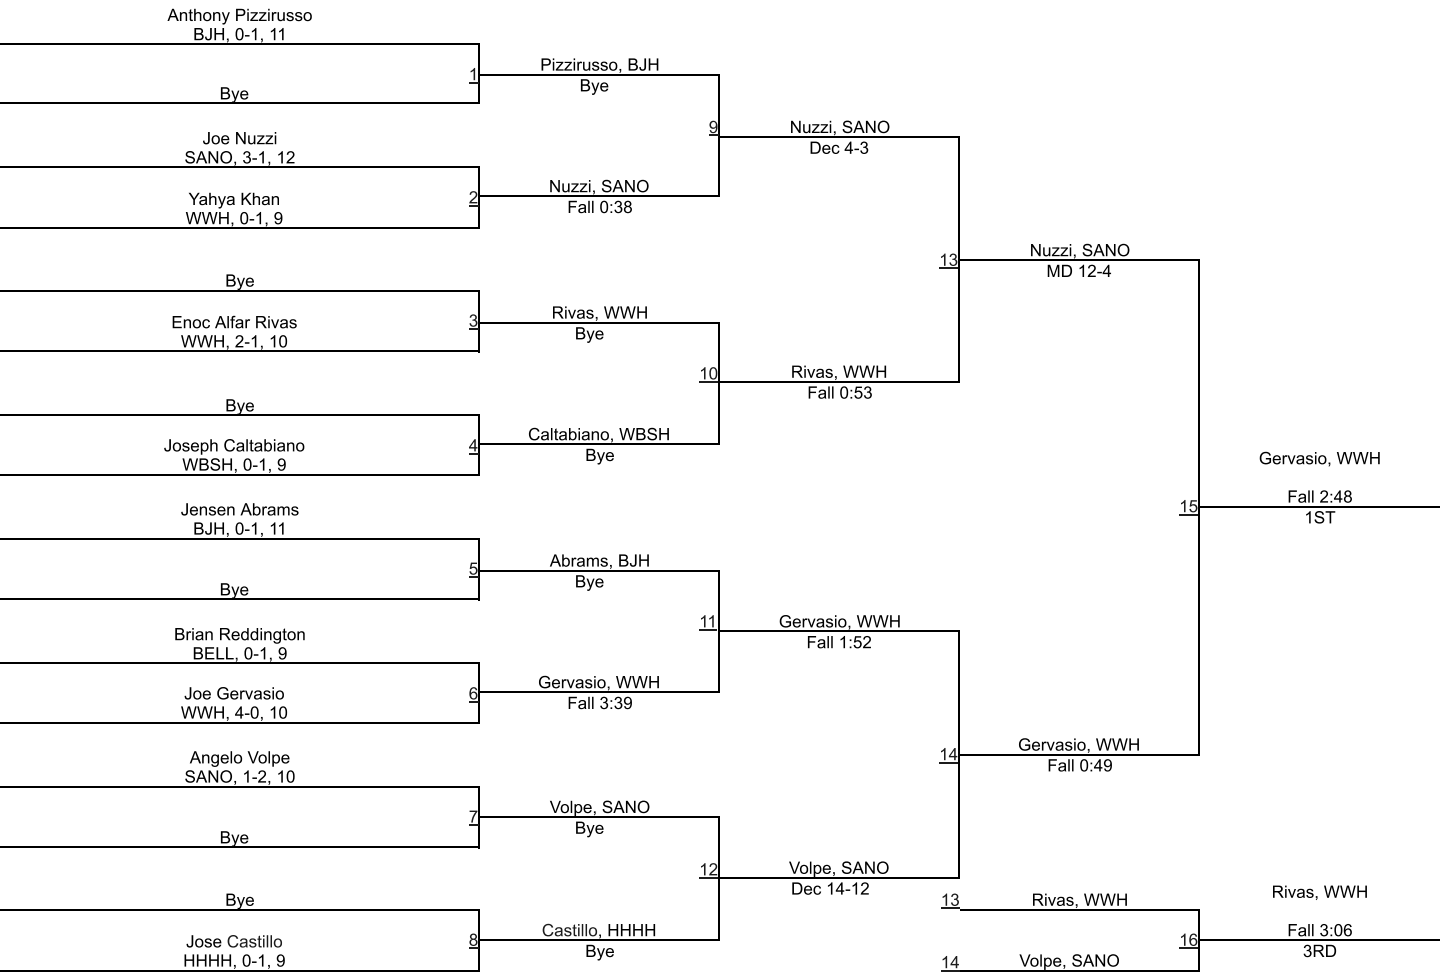 Anthony Pizzirusso
BJH, 0-1, 11
1
Bye
Joe Nuzzi
SANO, 3-1, 12
2
Yahya Khan
WWH, 0-1, 9
Bye
3
Enoc Alfar Rivas
WWH, 2-1, 10
Bye
4
Joseph Caltabiano
WBSH, 0-1, 9
Jensen Abrams
BJH, 0-1, 11
5
Bye
Brian Reddington
BELL, 0-1, 9
6
Joe Gervasio
WWH, 4-0, 10
Angelo Volpe
SANO, 1-2, 10
7
Bye
Bye
8
Jose Castillo
HHHH, 0-1, 9
Pizzirusso, BJH
Bye
9
Nuzzi, SANO
Fall 0:38
Rivas, WWH
Bye
10
Caltabiano, WBSH
Bye
Abrams, BJH
Bye
11
Gervasio, WWH
Fall 3:39
Volpe, SANO
Bye
12
Castillo, HHHH
Bye
Nuzzi, SANO
Dec 4-3
13
Rivas, WWH
Fall 0:53
Gervasio, WWH
Fall 1:52
14
Volpe, SANO
Dec 14-12
Nuzzi, SANO
MD 12-4
15
Gervasio, WWH
Fall 0:49
Gervasio, WWH
Fall 2:48
1ST
13
Rivas, WWH
16
14
Volpe, SANO
Rivas, WWH
Fall 3:06
3RD